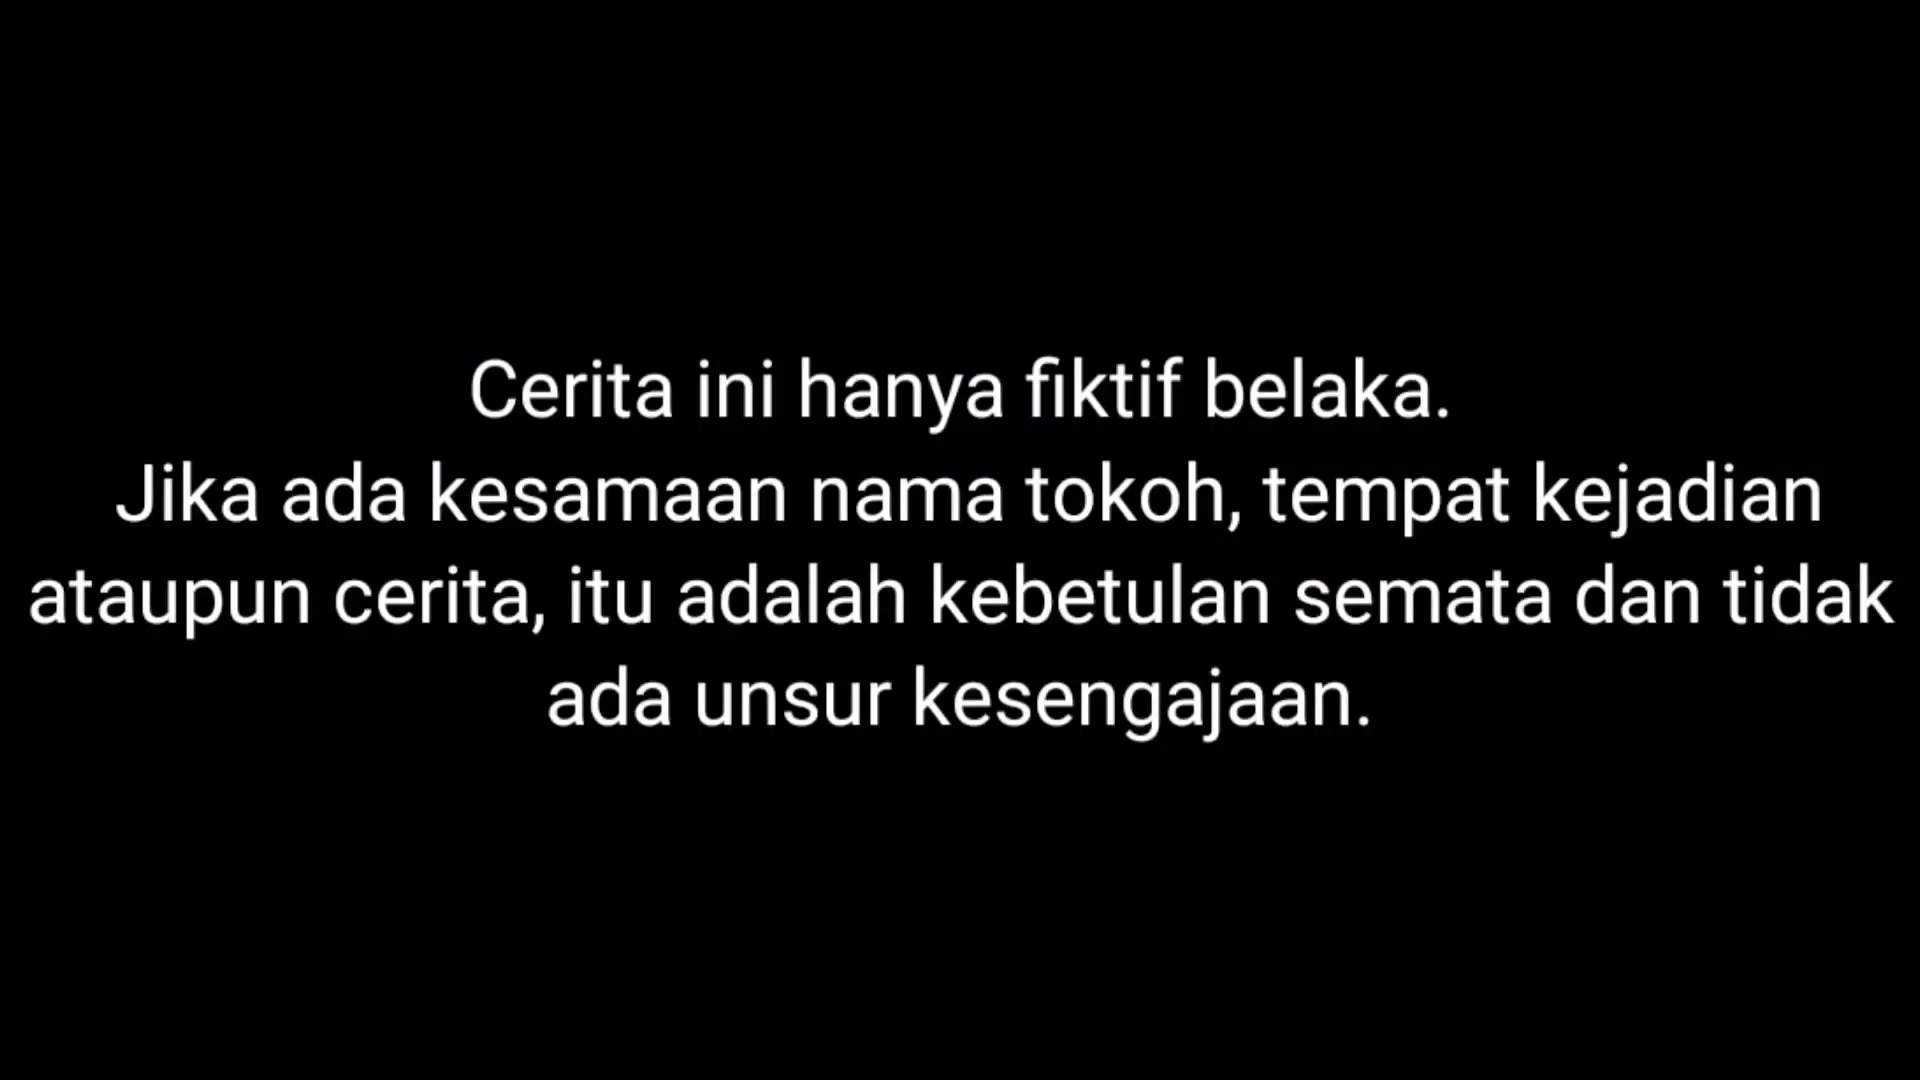 Cerita ini hanya fiktif belaka.
Jika ada kesamaan nama tokoh, tempat kejadian
ataupun cerita, itu adalah kebetulan semata dan tidak
ada unsur kesengajaan.